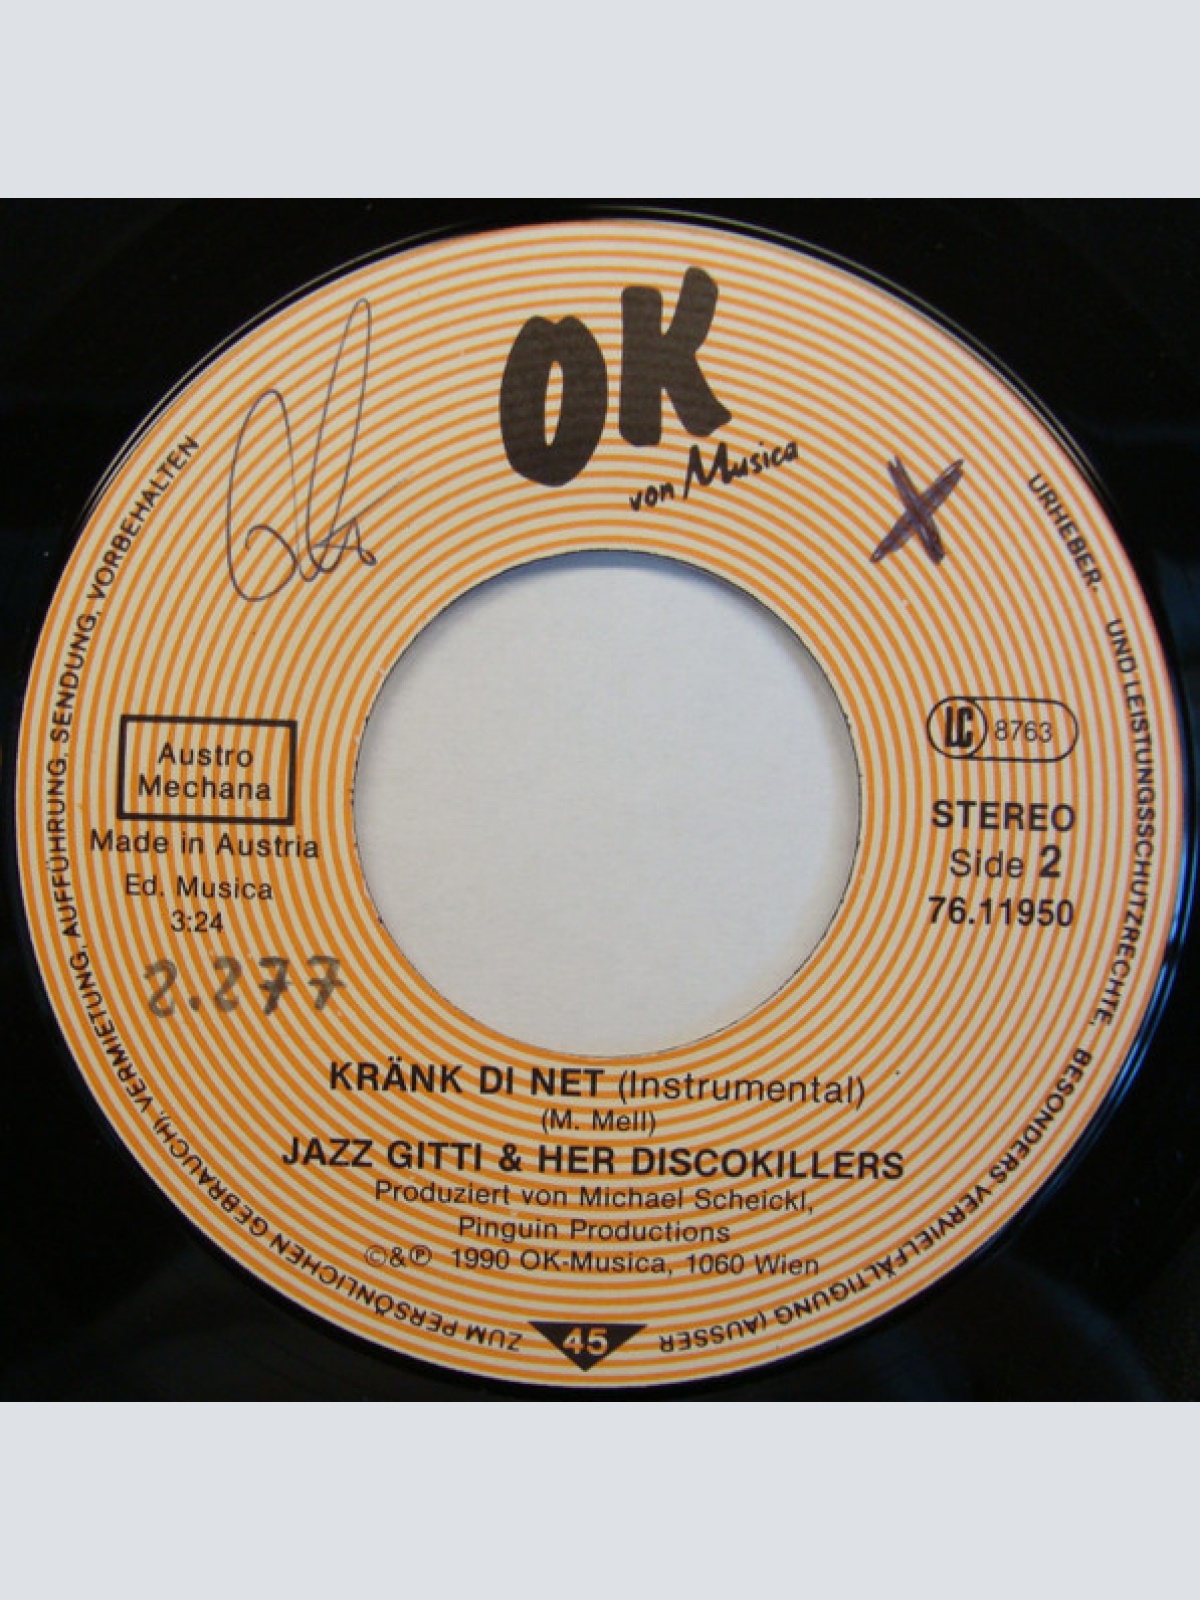 OK
von Musica
X
LC 8763
Austro
Mechana
Made in Austria
Ed. Musica
3:24
2.277
STEREO
Side 2
76.11950
KRÄNK DI NET (Instrumental)
(M. Mell)
JAZZ GITTI & HER DISCOKILLERS
Produziert von Michael Scheickl,
Pinguin Productions
©&℗ 1990 OK-Musica, 1060 Wien
45
URHEBER- UND LEISTUNGSSCHUTZRECHTE, BESONDERS VERVIELFÄLTIGUNG (AUSSER ZUM PERSÖNLICHEN GEBRAUCH), VERMIETUNG, AUFFÜHRUNG, SENDUNG, VORBEHALTEN